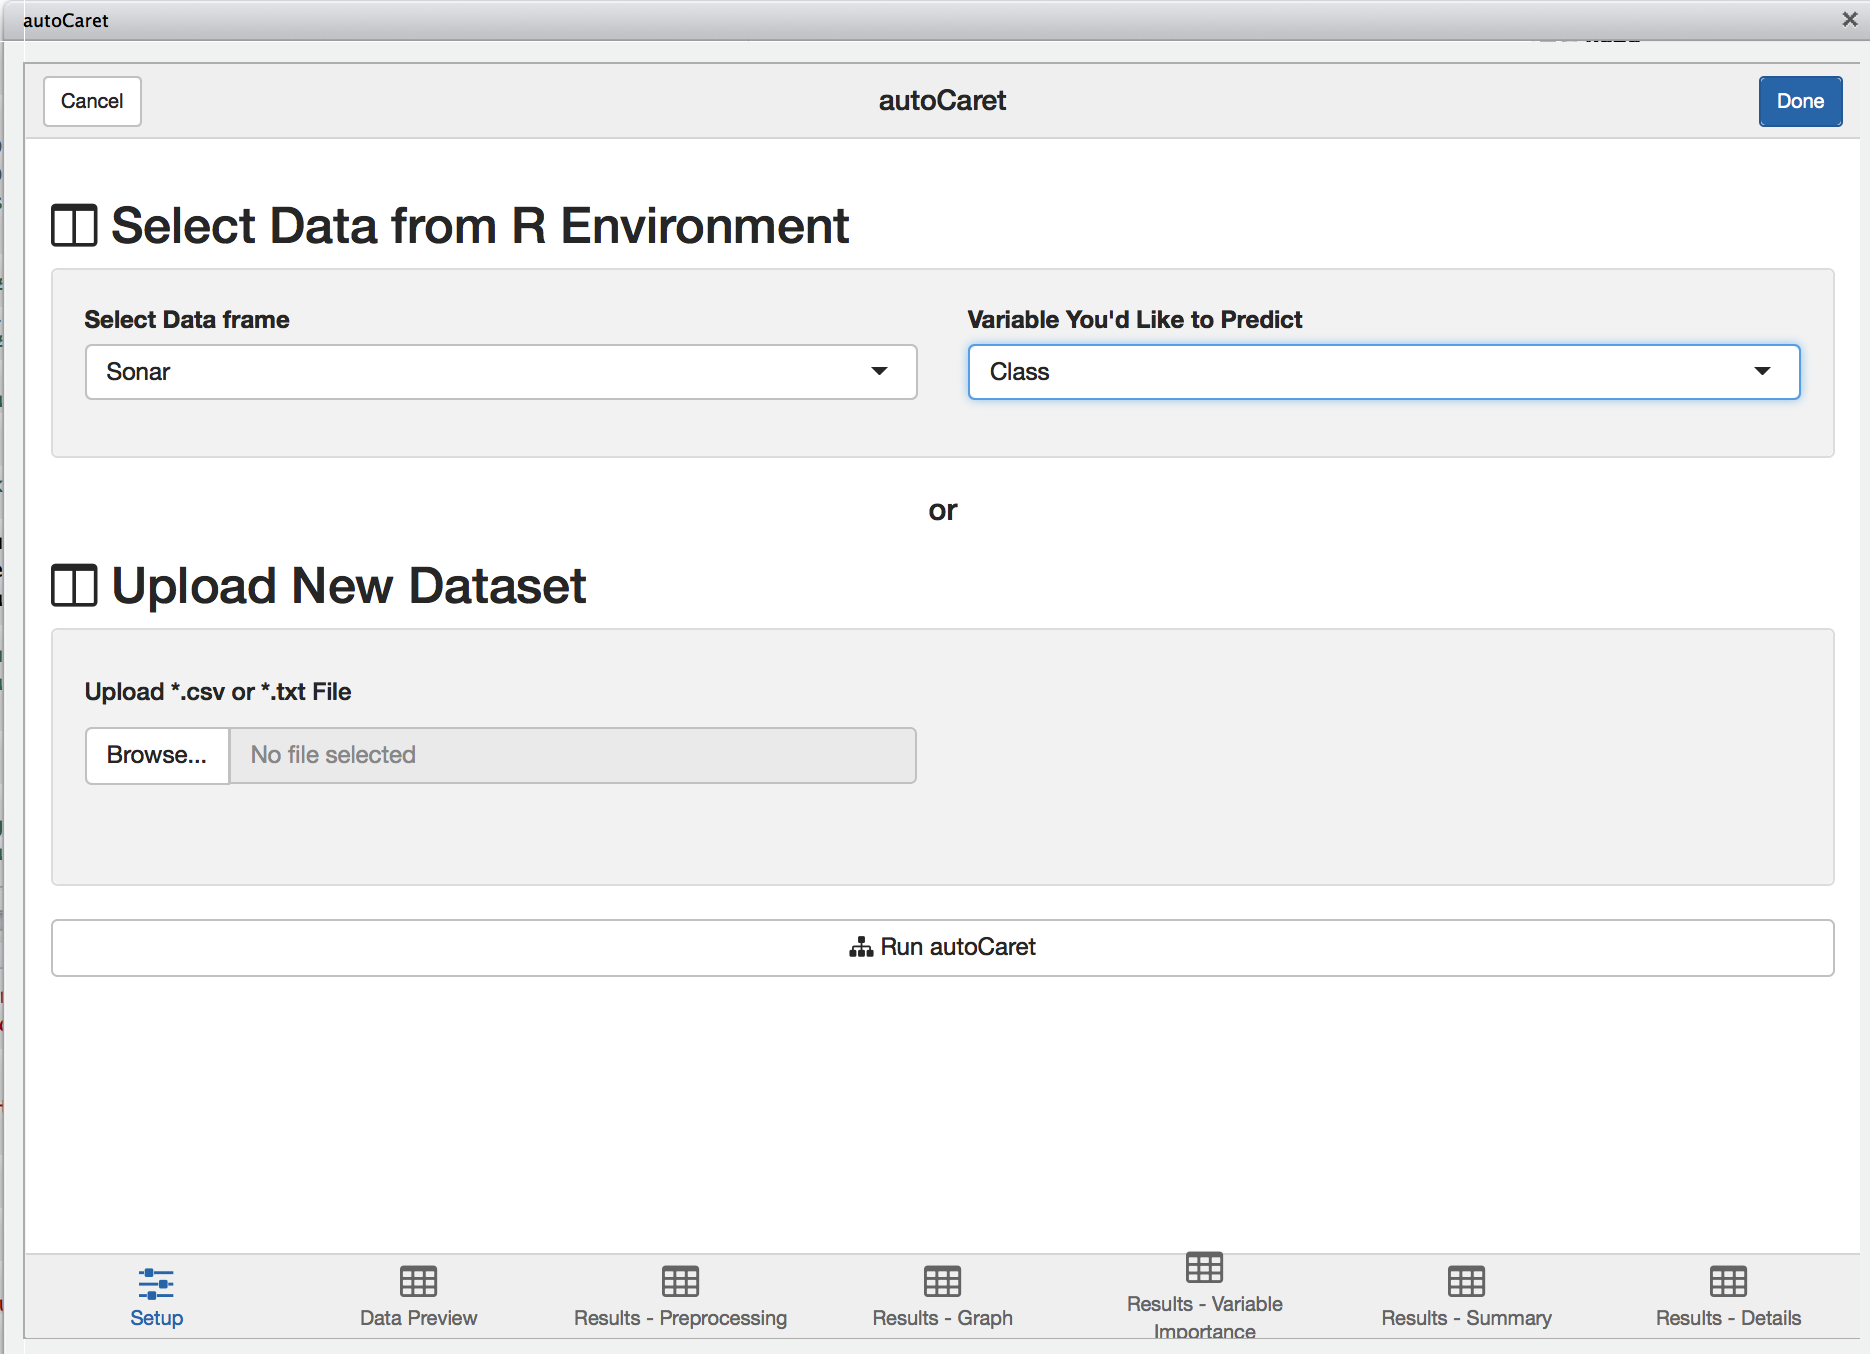 autoCaret
Cancel
autoCaret
Done
Select Data from R Environment
Select Data frame
Variable You'd Like to Predict
Sonar
Class
or
Upload New Dataset
Upload *.csv or *.txt File
Browse...
No file selected
Run autoCaret
Setup
Data Preview
Results - Preprocessing
Results - Graph
Results - Variable
Importance
Results - Summary
Results - Details